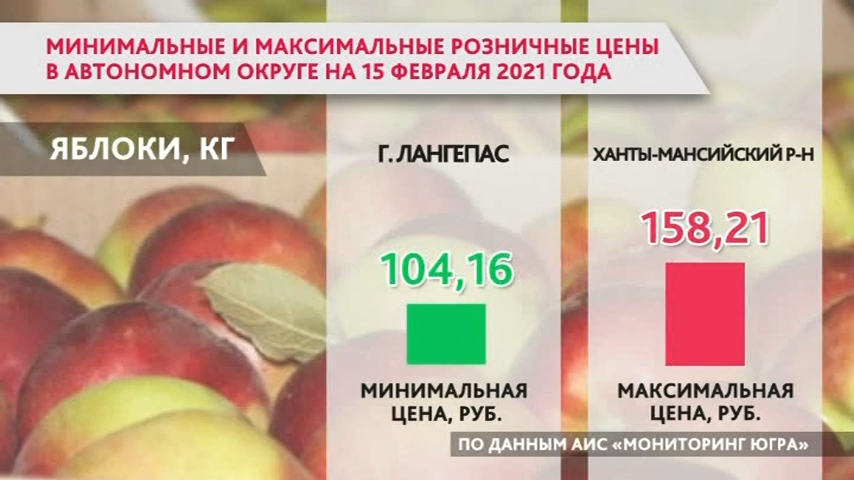 МИНИМАЛЬНЫЕ И МАКСИМАЛЬНЫЕ РОЗНИЧНЫЕ ЦЕНЫ
В АВТОНОМНОМ ОКРУГЕ НА 15 ФЕВРАЛЯ 2021 ГОДА
ЯБЛОКИ, КГ
Г. ЛАНГЕПАС
104,16
МИНИМАЛЬНАЯ
ЦЕНА, РУБ.
ХАНТЫ-МАНСИЙСКИЙ Р-Н
158,21
МАКСИМАЛЬНАЯ
ЦЕНА, РУБ.
ПО ДАННЫМ АИС «МОНИТОРИНГ ЮГРА»